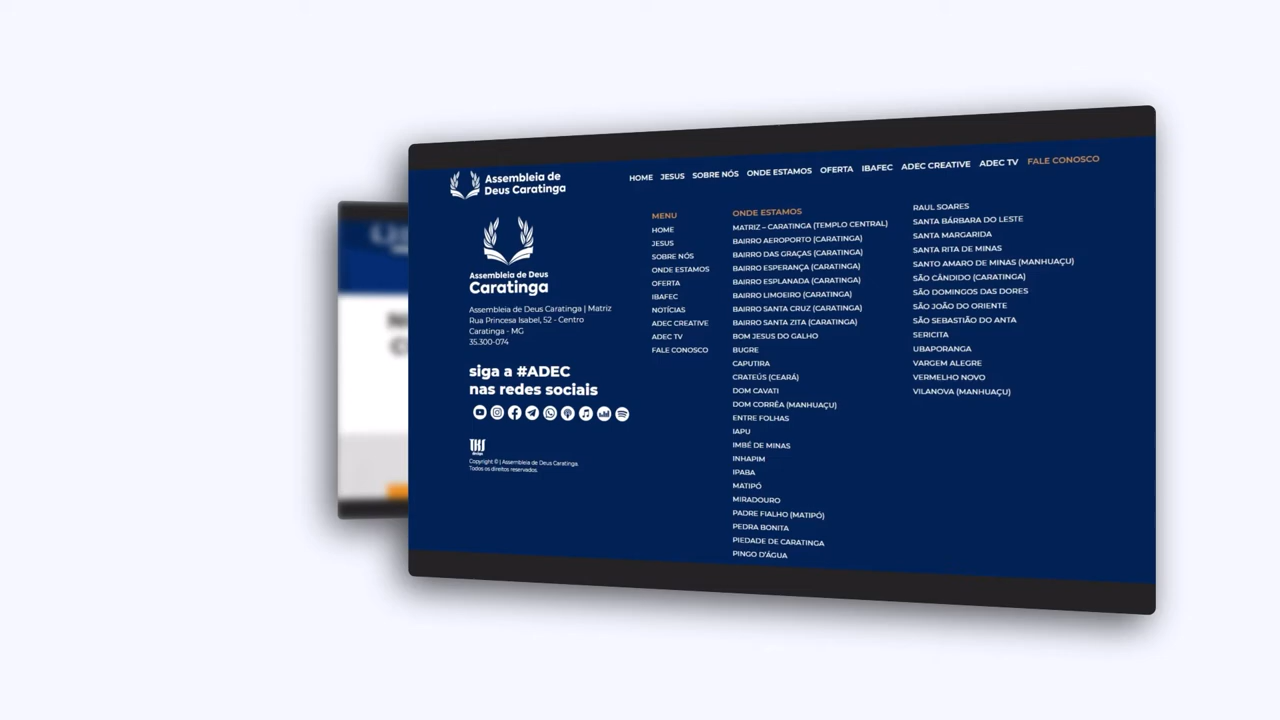 Assembleia de
Deus Caratinga
HOME JESUS SOBRE NÓS ONDE ESTAMOS OFERTA IBAFEC ADEC CREATIVE ADEC TV FALE CONOSCO
Assembleia de Deus
Caratinga
Assembleia de Deus Caratinga | Matriz
Rua Princesa Isabel, 52 - Centro
Caratinga - MG
35.300-074
siga a #ADEC
nas redes sociais
TKS
design
Copyright © | Assembleia de Deus Caratinga.
Todos os direitos reservados.
MENU
HOME
JESUS
SOBRE NÓS
ONDE ESTAMOS
OFERTA
IBAFEC
NOTÍCIAS
ADEC CREATIVE
ADEC TV
FALE CONOSCO
ONDE ESTAMOS
MATRIZ – CARATINGA (TEMPLO CENTRAL)
BAIRRO AEROPORTO (CARATINGA)
BAIRRO DAS GRAÇAS (CARATINGA)
BAIRRO ESPERANÇA (CARATINGA)
BAIRRO ESPLANADA (CARATINGA)
BAIRRO LIMOEIRO (CARATINGA)
BAIRRO SANTA CRUZ (CARATINGA)
BAIRRO SANTA ZITA (CARATINGA)
BOM JESUS DO GALHO
BUGRE
CAPUTIRA
CRATEÚS (CEARÁ)
DOM CAVATI
DOM CORRÊA (MANHUAÇU)
ENTRE FOLHAS
IAPU
IMBÉ DE MINAS
INHAPIM
IPABA
MATIPÓ
MIRADOURO
PADRE FIALHO (MATIPÓ)
PEDRA BONITA
PIEDADE DE CARATINGA
PINGO D'ÁGUA
RAUL SOARES
SANTA BÁRBARA DO LESTE
SANTA MARGARIDA
SANTA RITA DE MINAS
SANTO AMARO DE MINAS (MANHUAÇU)
SÃO CÂNDIDO (CARATINGA)
SÃO DOMINGOS DAS DORES
SÃO JOÃO DO ORIENTE
SÃO SEBASTIÃO DO ANTA
SERICITA
UBAPORANGA
VARGEM ALEGRE
VERMELHO NOVO
VILANOVA (MANHUAÇU)